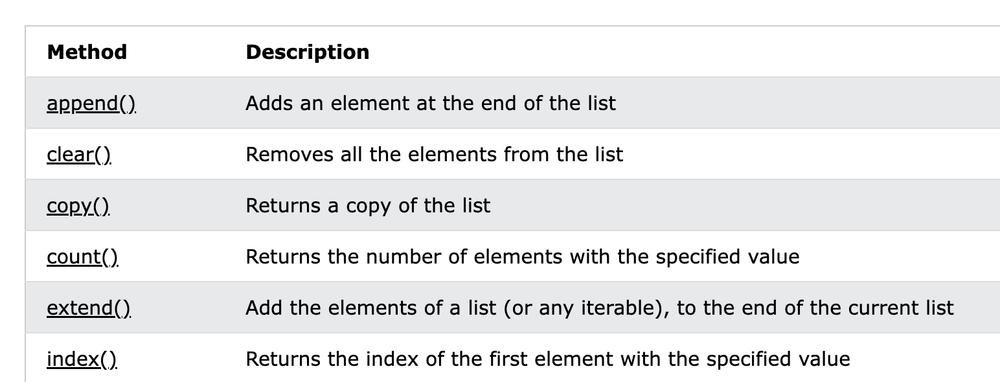 Method Description
append() Adds an element at the end of the list
clear() Removes all the elements from the list
copy() Returns a copy of the list
count() Returns the number of elements with the specified value
extend() Add the elements of a list (or any iterable), to the end of the current list
index() Returns the index of the first element with the specified value